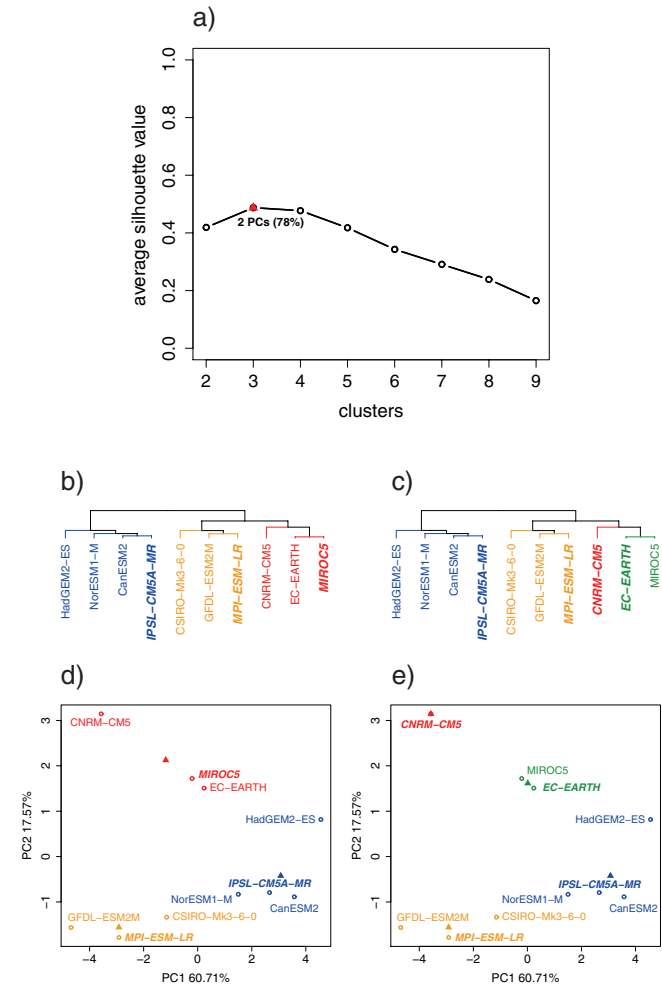 a)
average silhouette value
1.0
0.8
0.6
0.4
0.2
0.0
2 PCs (78%)
2 3 4 5 6 7 8 9
clusters
b)
HadGEM2−ES
NorESM1−M
CanESM2
IPSL−CM5A−MR
CSIRO−Mk3−6−0
GFDL−ESM2M
MPI−ESM−LR
CNRM−CM5
EC−EARTH
MIROC5
c)
HadGEM2−ES
NorESM1−M
CanESM2
IPSL−CM5A−MR
CSIRO−Mk3−6−0
GFDL−ESM2M
MPI−ESM−LR
CNRM−CM5
EC−EARTH
MIROC5
d)
PC2 17.57%
3
2
1
0
−1
CNRM−CM5
MIROC5
EC−EARTH
HadGEM2−ES
IPSL−CM5A−MR
NorESM1−M
CanESM2
GFDL−ESM2M
CSIRO−Mk3−6−0
MPI−ESM−LR
−4 −2 0 2 4
PC1 60.71%
e)
PC2 17.57%
3
2
1
0
−1
CNRM−CM5
MIROC5
EC−EARTH
HadGEM2−ES
IPSL−CM5A−MR
NorESM1−M
CanESM2
GFDL−ESM2M
CSIRO−Mk3−6−0
MPI−ESM−LR
−4 −2 0 2 4
PC1 60.71%